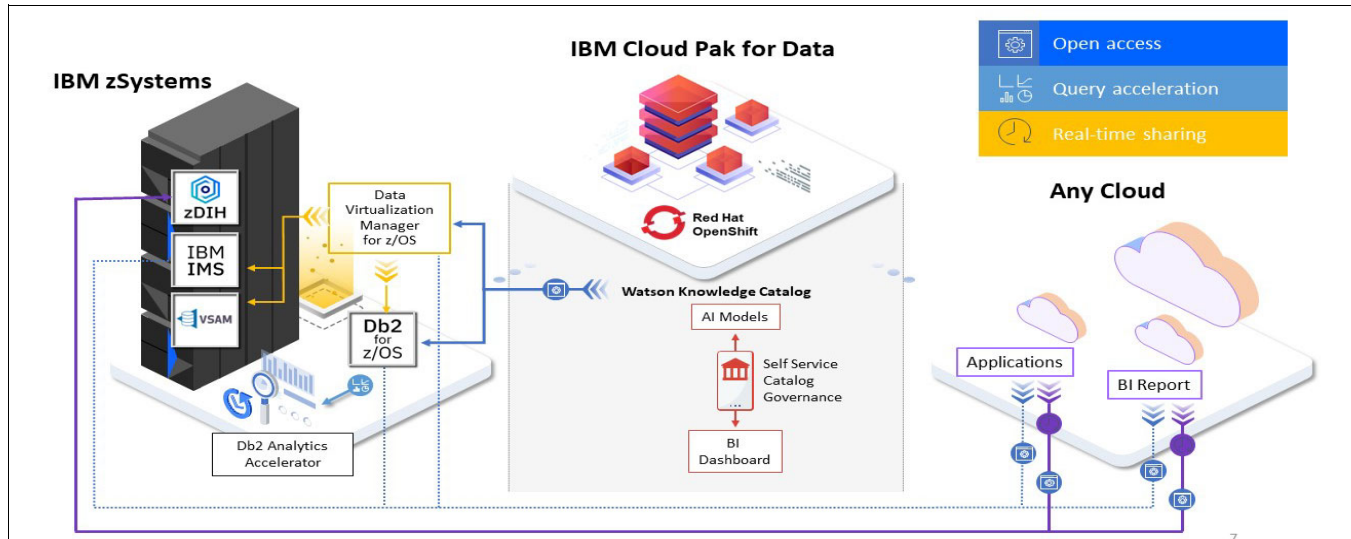 IBM Cloud Pak for Data
Open access
Query acceleration
Real-time sharing
IBM zSystems
zDIH
IBM
IMS
VSAM
Data
Virtualization
Manager
for z/OS
Db2
for
z/OS
Db2 Analytics
Accelerator
Red Hat
OpenShift
Watson Knowledge Catalog
AI Models
Self Service
Catalog
Governance
BI
Dashboard
Any Cloud
Applications
BI Report